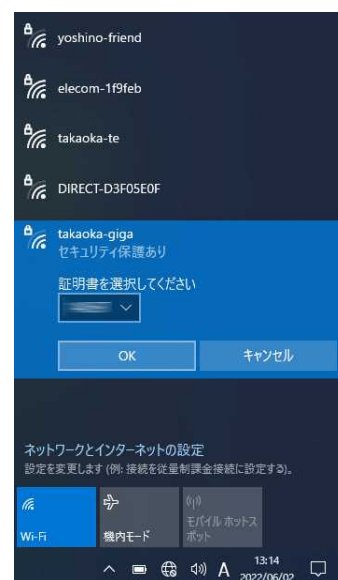 yoshino-friend
elecom-1f9feb
takaoka-te
DIRECT-D3F05E0F
takaoka-giga
セキュリティ保護あり
証明書を選択してください
OK
キャンセル
ネットワークとインターネットの設定
設定を変更します (例: 接続を従量制課金接続に設定する)。
Wi-Fi
機内モード
モバイル ホットス
ポット
A
13:14
2022/06/02